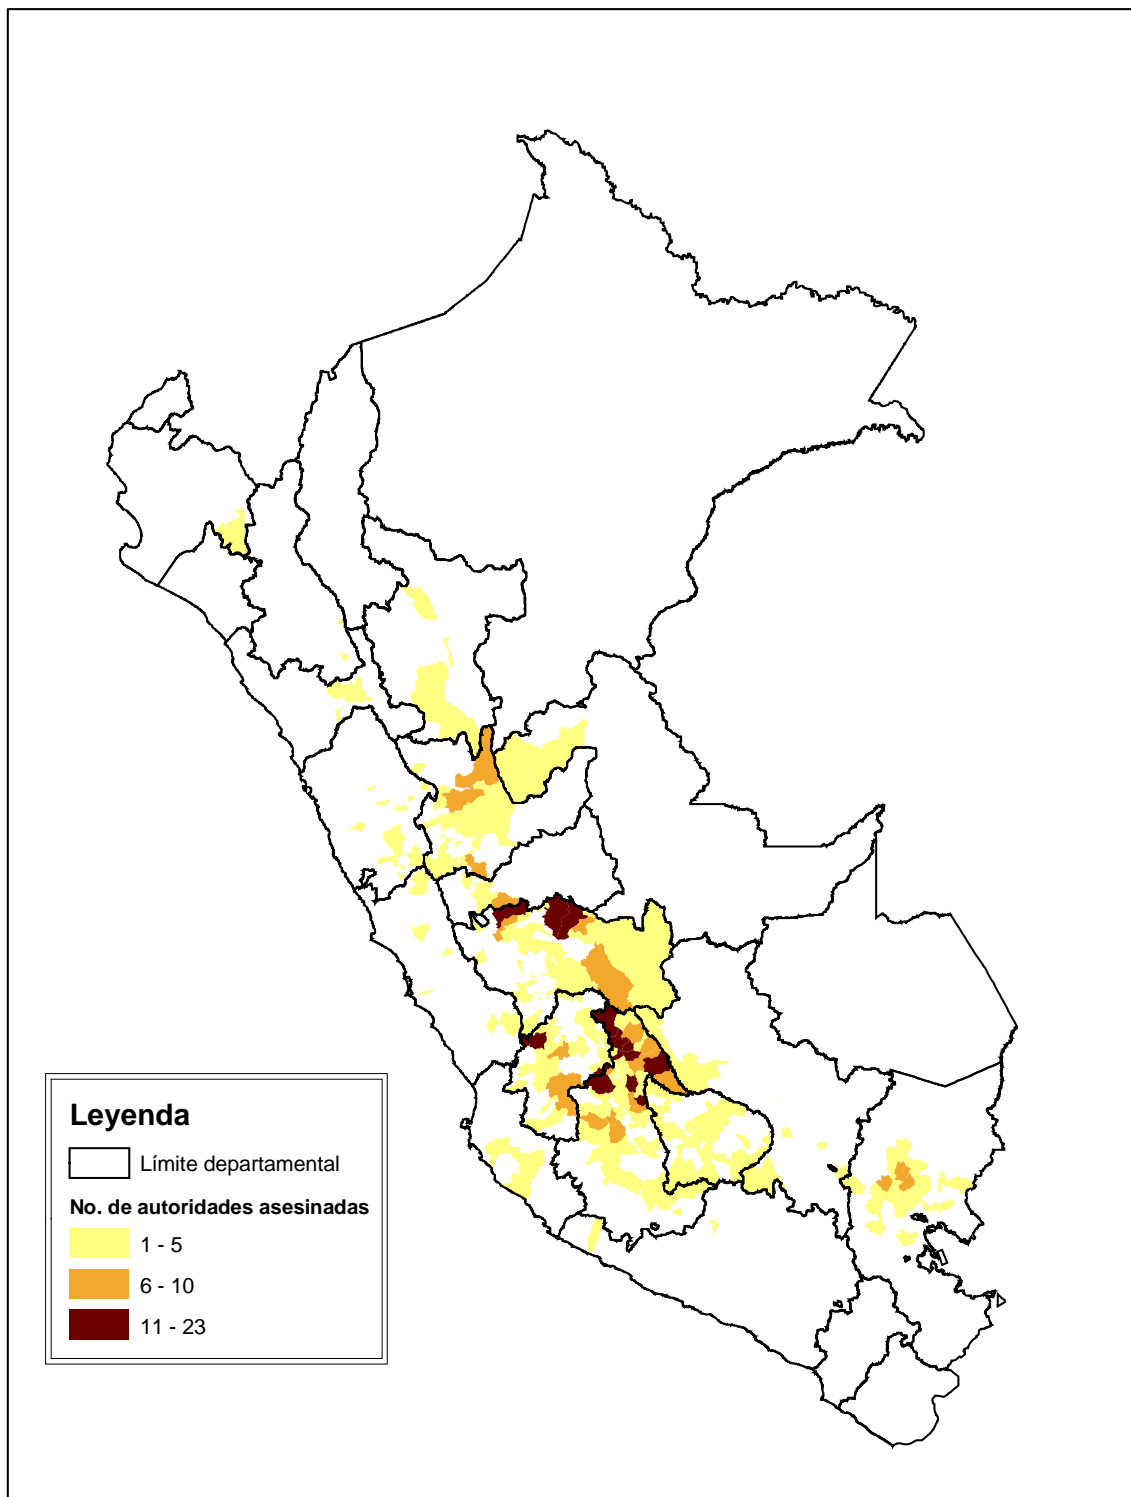 Leyenda
Límite departamental
No. de autoridades asesinadas
1 - 5
6 - 10
11 - 23